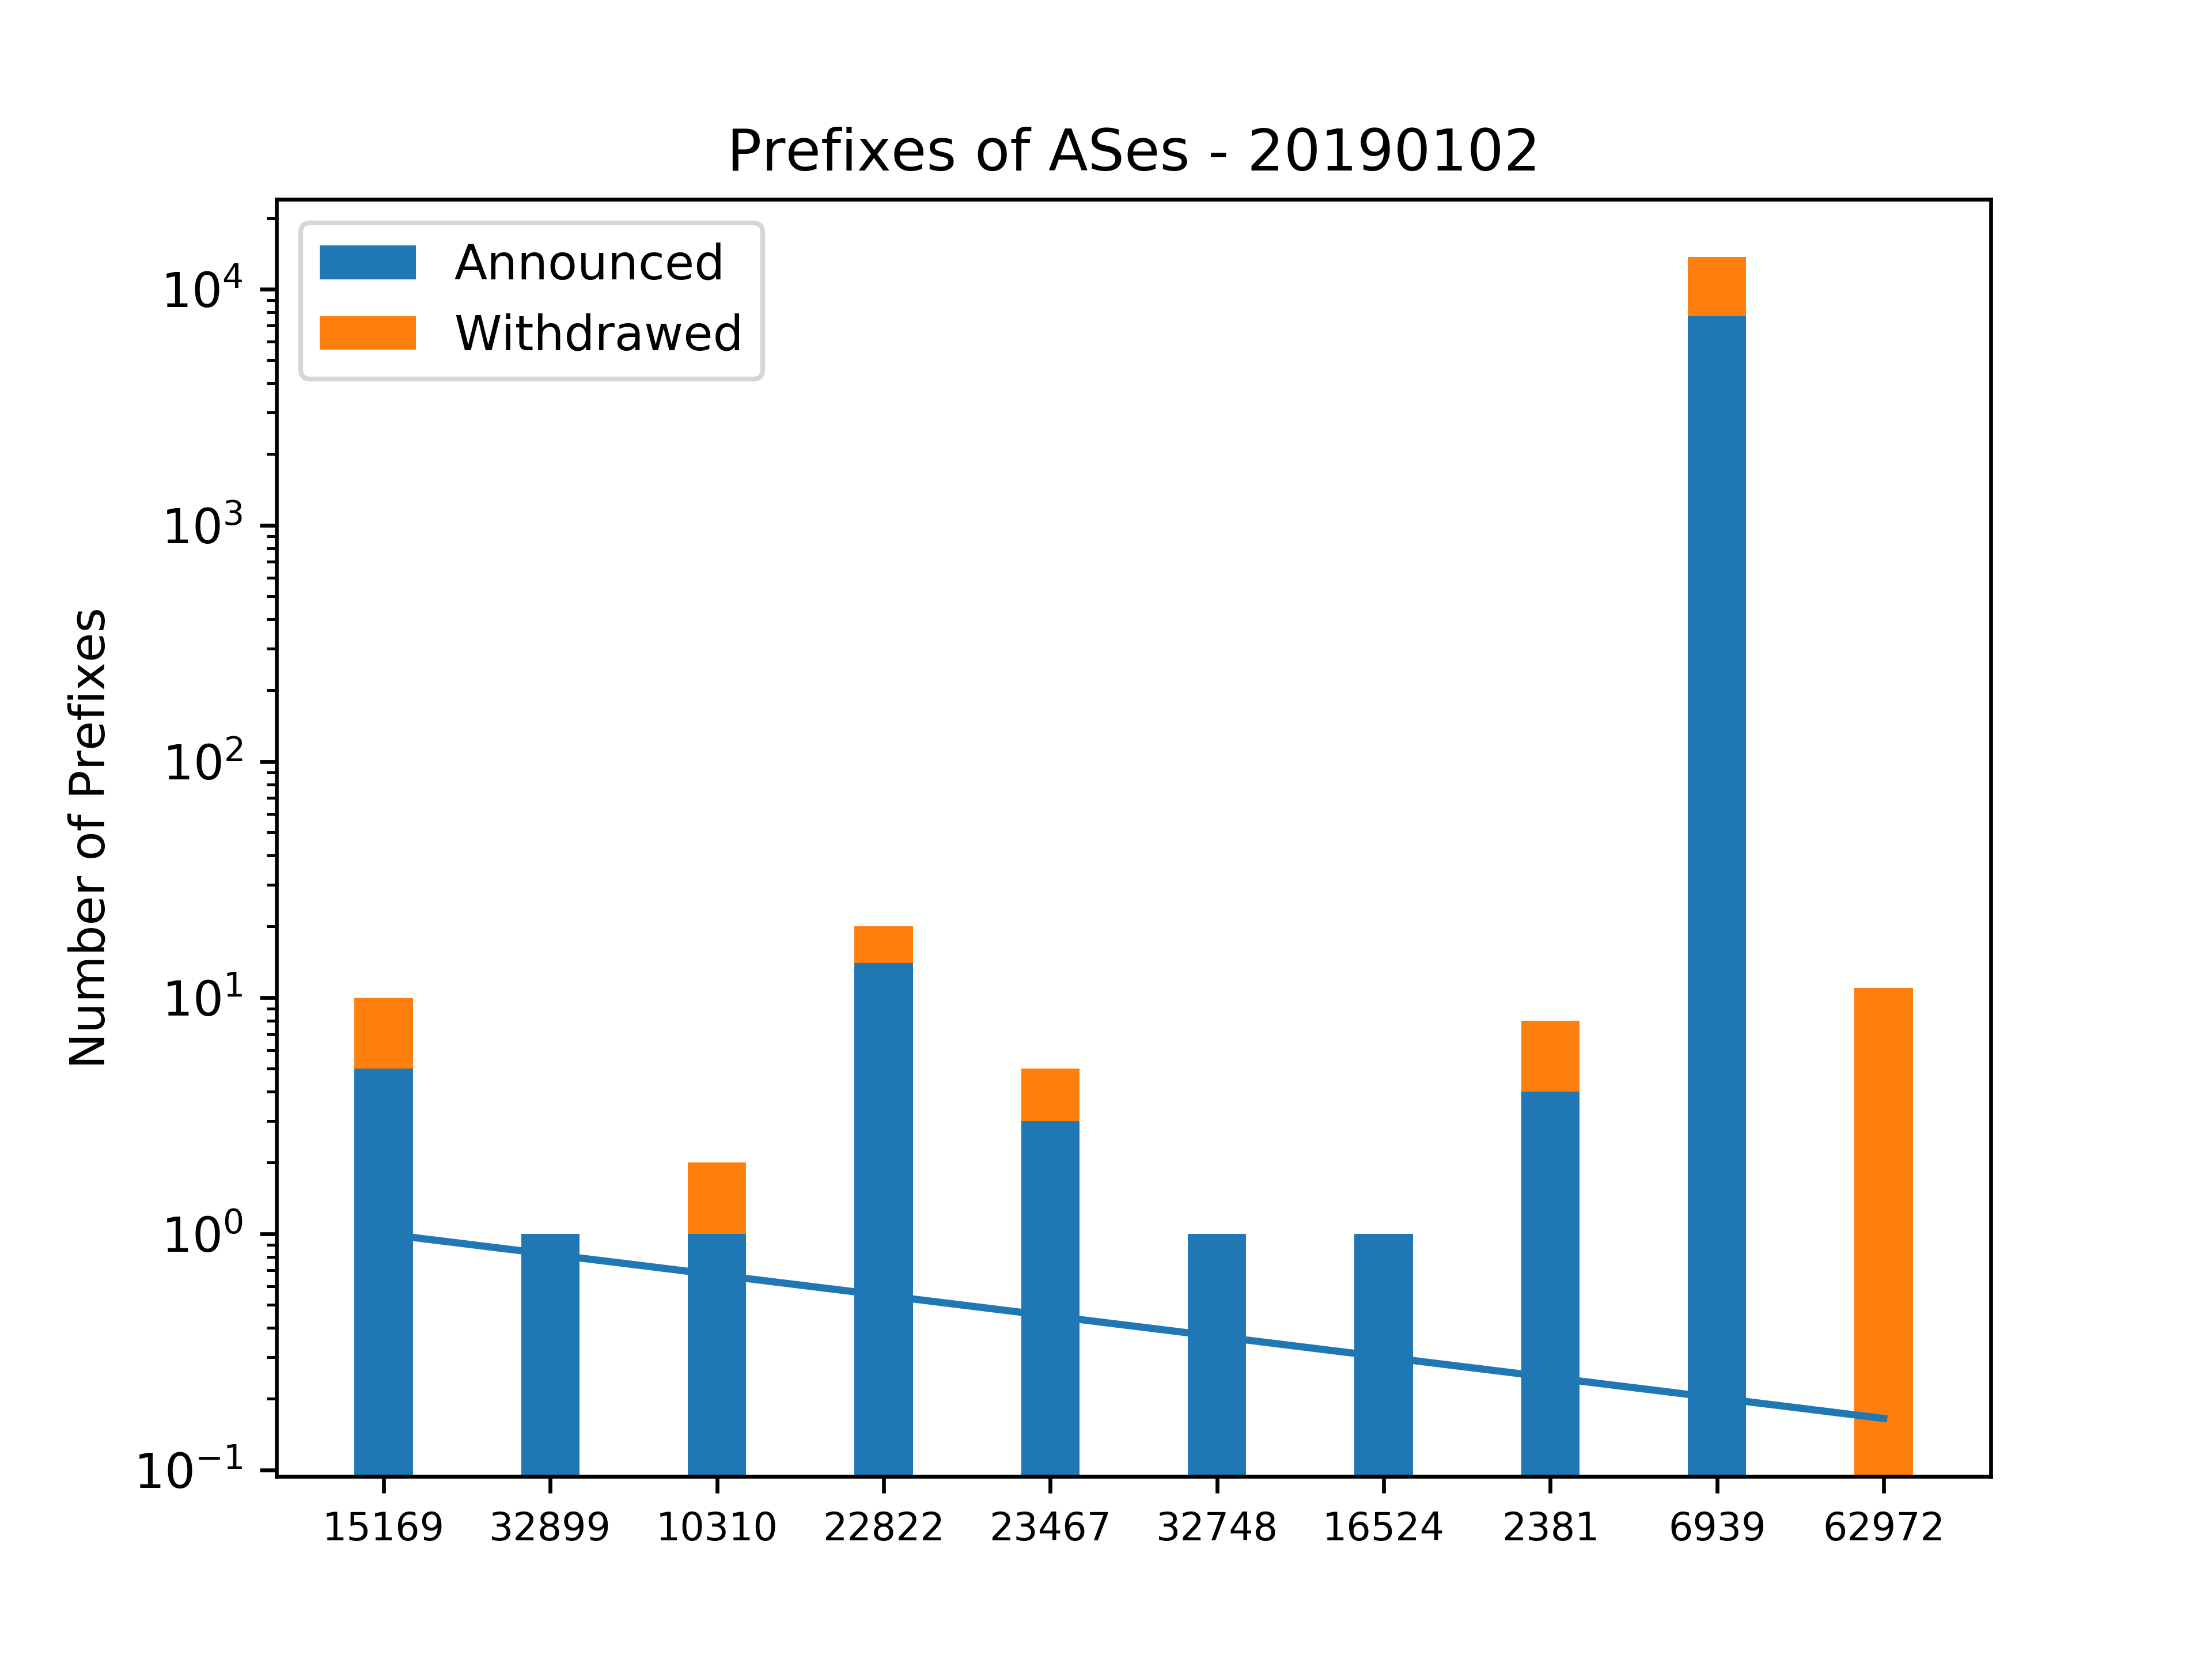 Prefixes of ASes - 20190102
Announced
Withdrawed
Number of Prefixes
10⁴
10³
10²
10¹
10⁰
10⁻¹
15169 32899 10310 22822 23467 32748 16524 2381 6939 62972